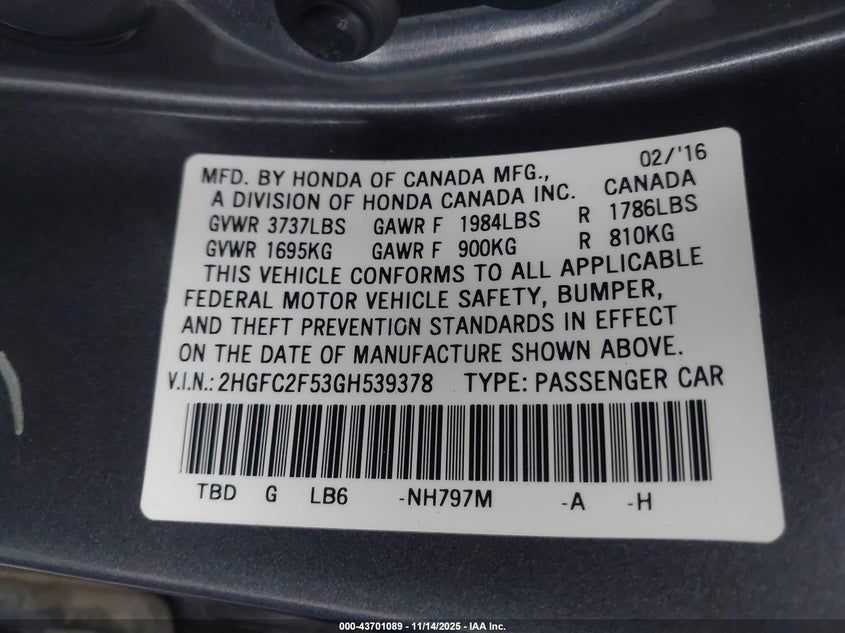 02/'16
MFD. BY HONDA OF CANADA MFG.,
A DIVISION OF HONDA CANADA INC. CANADA
GVWR 3737LBS GAWR F 1984LBS R 1786LBS
GVWR 1695KG GAWR F 900KG R 810KG
THIS VEHICLE CONFORMS TO ALL APPLICABLE
FEDERAL MOTOR VEHICLE SAFETY, BUMPER,
AND THEFT PREVENTION STANDARDS IN EFFECT
ON THE DATE OF MANUFACTURE SHOWN ABOVE.
V.I.N.: 2HGFC2F53GH539378 TYPE: PASSENGER CAR
TBD G LB6 -NH797M -A -H
000-43701089 - 11/14/2025 - IAA Inc.